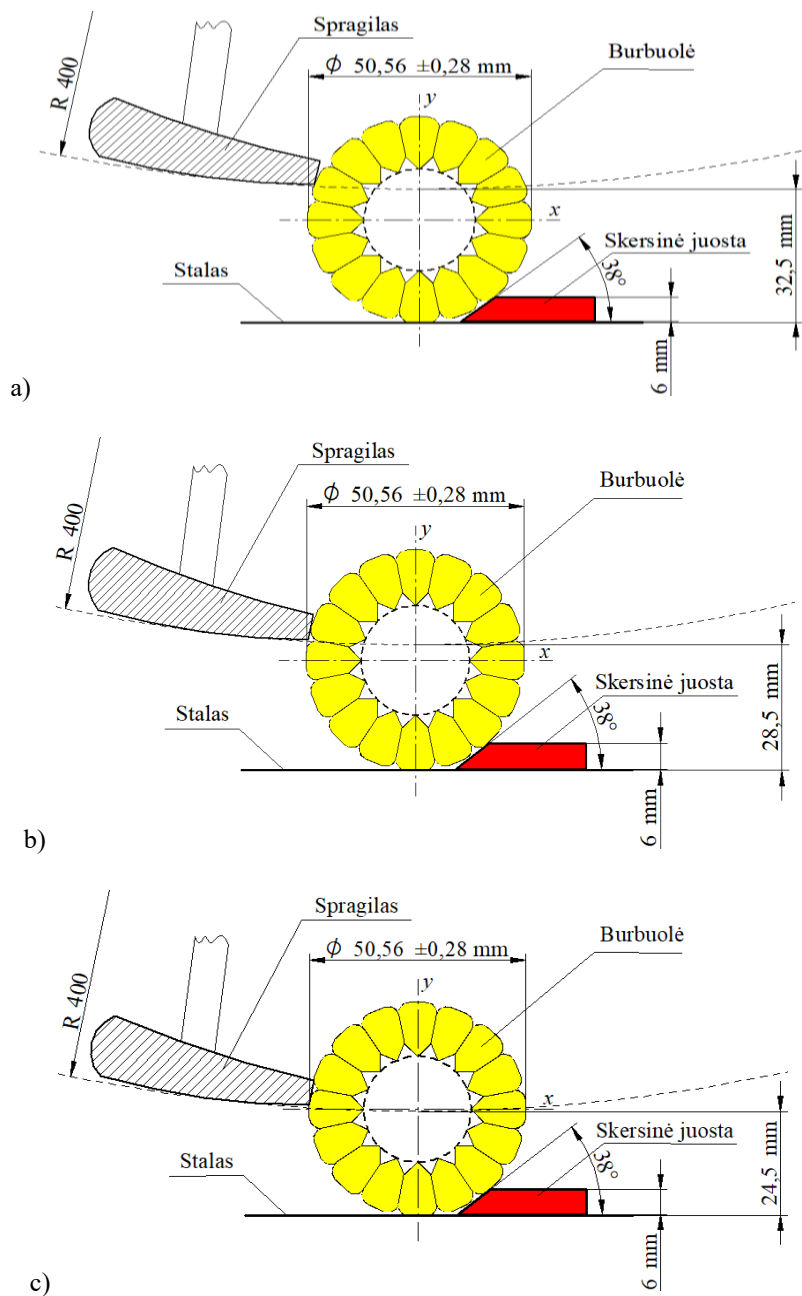 Spragilas
ϕ 50,56 ±0,28 mm
Burbuolė
R 400
y
x
Stalas
38°
Skersinė juosta
32,5 mm
6 mm
a)
Spragilas
ϕ 50,56 ±0,28 mm
Burbuolė
R 400
y
x
Stalas
38°
Skersinė juosta
28,5 mm
6 mm
b)
Spragilas
ϕ 50,56 ±0,28 mm
Burbuolė
R 400
y
x
Stalas
38°
Skersinė juosta
24,5 mm
6 mm
c)